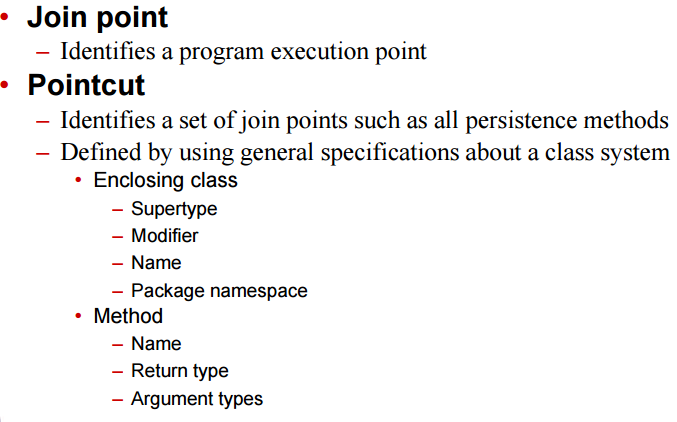 • Join point
– Identifies a program execution point
• Pointcut
– Identifies a set of join points such as all persistence methods
– Defined by using general specifications about a class system
• Enclosing class
– Supertype
– Modifier
– Name
– Package namespace
• Method
– Name
– Return type
– Argument types